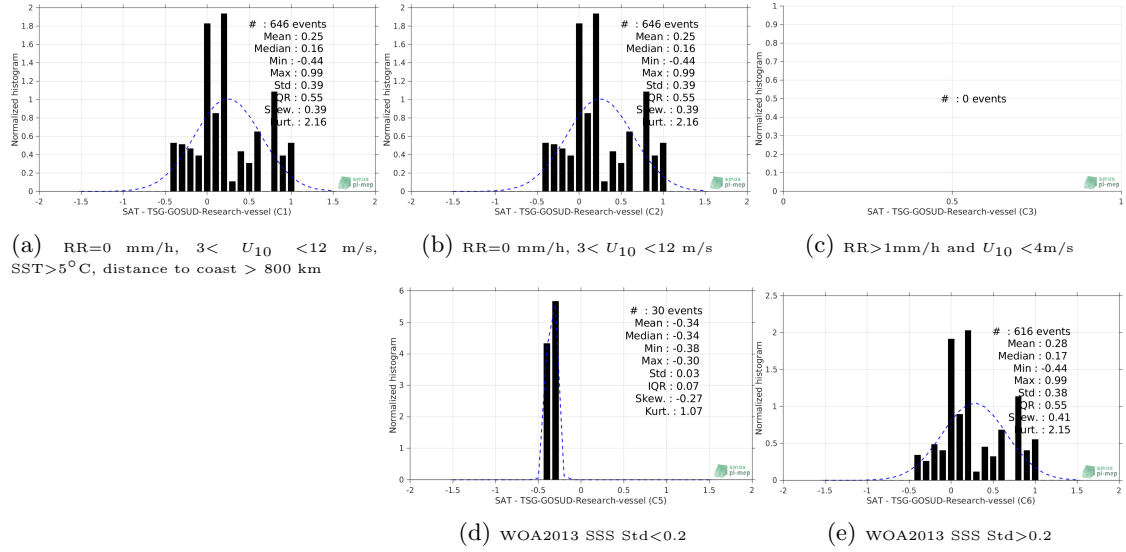 2
1.8
1.6
1.4
1.2
1
0.8
0.6
0.4
0.2
0
Normalized histogram
# : 646 events
Mean : 0.25
Median : 0.16
Min : -0.44
Max : 0.99
Std : 0.39
IQR : 0.55
Skew. : 0.39
Kurt. : 2.16
smos
pi-mep
-2 -1.5 -1 -0.5 0 0.5 1 1.5 2
SAT - TSG-GOSUD-Research-vessel (C1)
(a) RR=0 mm/h, 3< U10 <12 m/s,
SST>5°C, distance to coast > 800 km
2
1.8
1.6
1.4
1.2
1
0.8
0.6
0.4
0.2
0
Normalized histogram
# : 646 events
Mean : 0.25
Median : 0.16
Min : -0.44
Max : 0.99
Std : 0.39
IQR : 0.55
Skew. : 0.39
Kurt. : 2.16
smos
pi-mep
-2 -1.5 -1 -0.5 0 0.5 1 1.5 2
SAT - TSG-GOSUD-Research-vessel (C2)
(b) RR=0 mm/h, 3< U10 <12 m/s
1
0.9
0.8
0.7
0.6
0.5
0.4
0.3
0.2
0.1
0
Normalized histogram
# : 0 events
smos
pi-mep
0 0.5 1
SAT - TSG-GOSUD-Research-vessel (C3)
(c) RR>1mm/h and U10 <4m/s
6
5
4
3
2
1
0
Normalized histogram
# : 30 events
Mean : -0.34
Median : -0.34
Min : -0.38
Max : -0.30
Std : 0.03
IQR : 0.07
Skew. : -0.27
Kurt. : 1.07
smos
pi-mep
-2 -1.5 -1 -0.5 0 0.5 1 1.5 2
SAT - TSG-GOSUD-Research-vessel (C5)
(d) WOA2013 SSS Std<0.2
2.5
2
1.5
1
0.5
0
Normalized histogram
# : 616 events
Mean : 0.28
Median : 0.17
Min : -0.44
Max : 0.99
Std : 0.38
IQR : 0.55
Skew. : 0.41
Kurt. : 2.15
smos
pi-mep
-2 -1.5 -1 -0.5 0 0.5 1 1.5 2
SAT - TSG-GOSUD-Research-vessel (C6)
(e) WOA2013 SSS Std>0.2